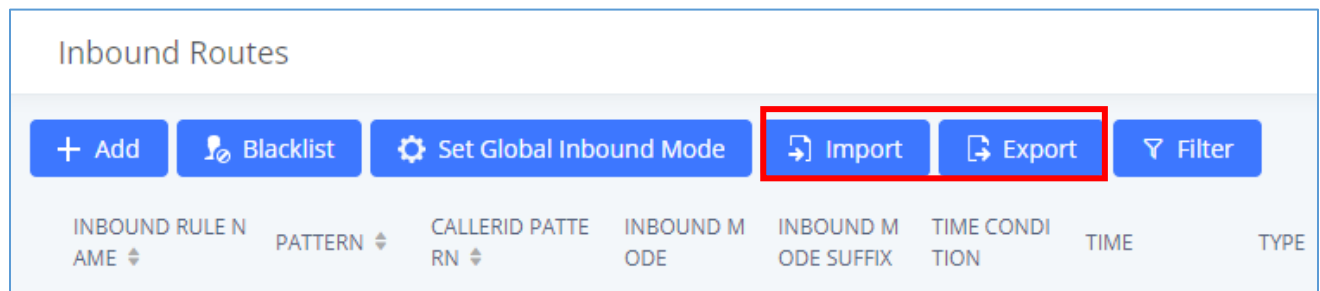 Inbound Routes
+ Add Blacklist Set Global Inbound Mode Import Export Filter
INBOUND RULE N PATTERN CALLERID PATTE INBOUND M INBOUND M TIME CONDI TIME TYPE
AME RN ODE ODE SUFFIX TION